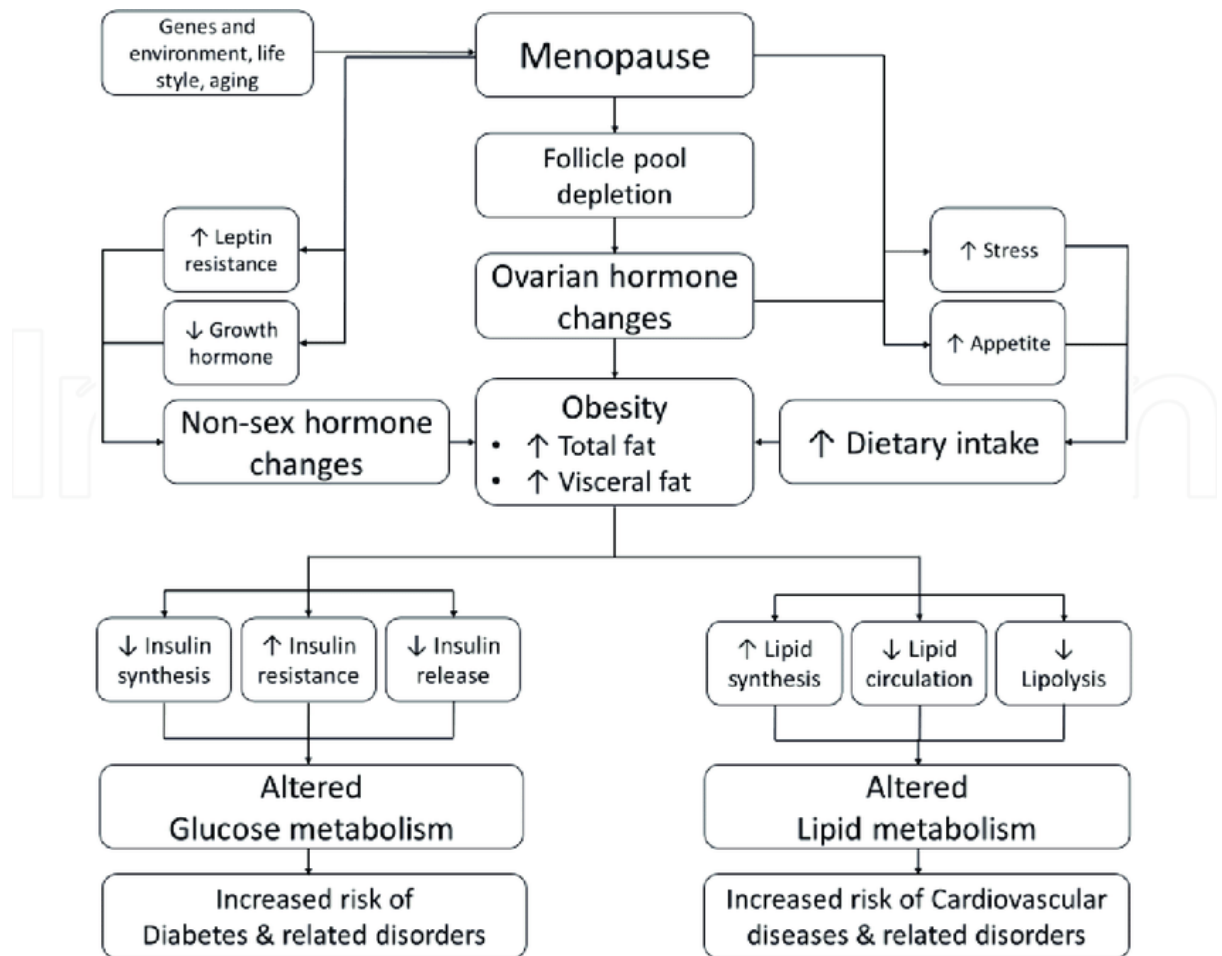 Genes and
environment, life
style, aging
Menopause
Follicle pool
depletion
↑ Leptin
resistance
Ovarian hormone
changes
↑ Stress
↓ Growth
hormone
↑ Appetite
Non-sex hormone
changes
Obesity
• ↑ Total fat
• ↑ Visceral fat
↑ Dietary intake
↓ Insulin
synthesis
↑ Insulin
resistance
↓ Insulin
release
↑ Lipid
synthesis
↓ Lipid
circulation
↓
Lipolysis
Altered
Glucose metabolism
Altered
Lipid metabolism
Increased risk of
Diabetes & related disorders
Increased risk of Cardiovascular
diseases & related disorders